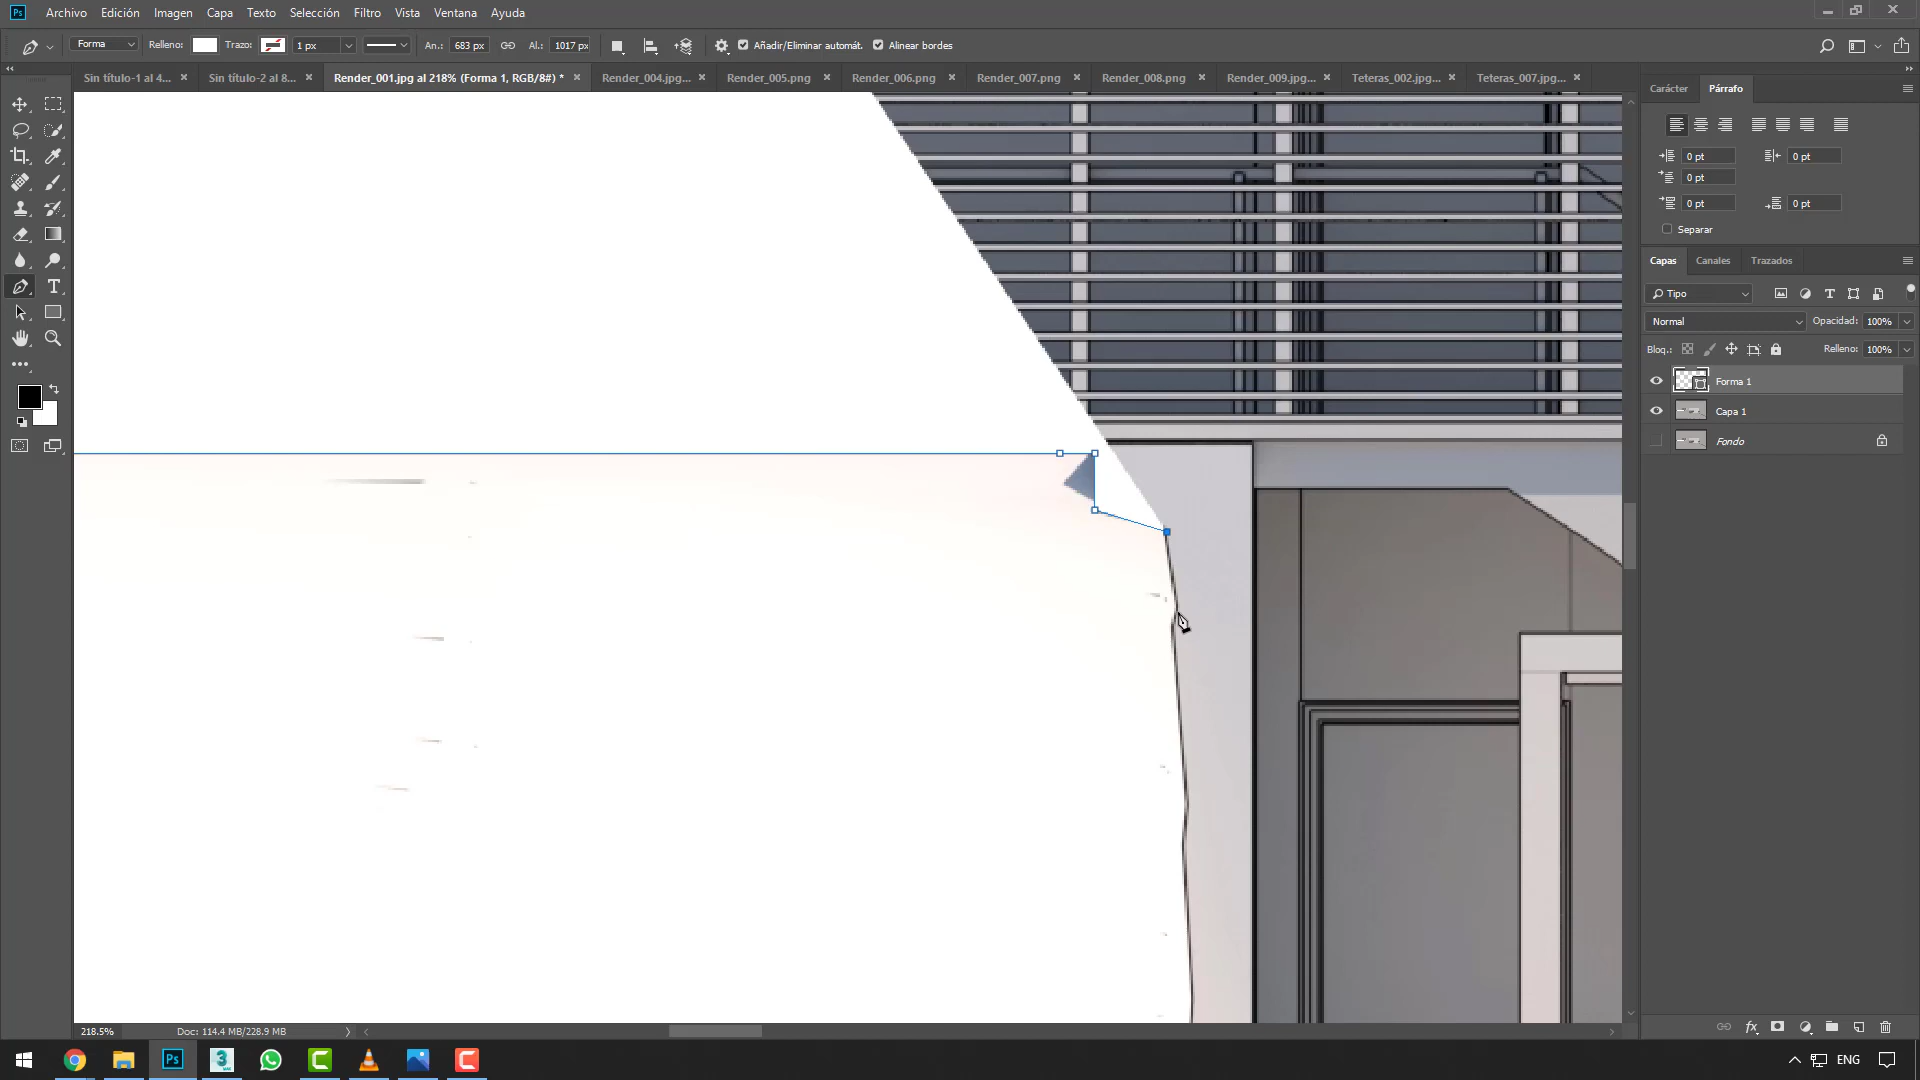 Ps Archivo Edición Imagen Capa Texto Selección Filtro Vista Ventana Ayuda
Forma Relleno: Trazo: 1 px An.: 683 px Al.: 1017 px Añadir/Eliminar automát. Alinear bordes
Sin título-1 al 4... × Sin título-2 al 8... × Render_001.jpg al 218% (Forma 1, RGB/8#) * × Render_004.jpg... × Render_005.png × Render_006.png × Render_007.png × Render_008.png × Render_009.jpg... × Teteras_002.jpg... × Teteras_007.jpg... ×
Carácter Párrafo
0 pt 0 pt
0 pt
0 pt 0 pt
Separar
Capas Canales Trazados
Tipo
Normal Opacidad: 100%
Bloq.: Relleno: 100%
Forma 1
Capa 1
Fondo
218.5% Doc: 114.4 MB/228.9 MB
ENG